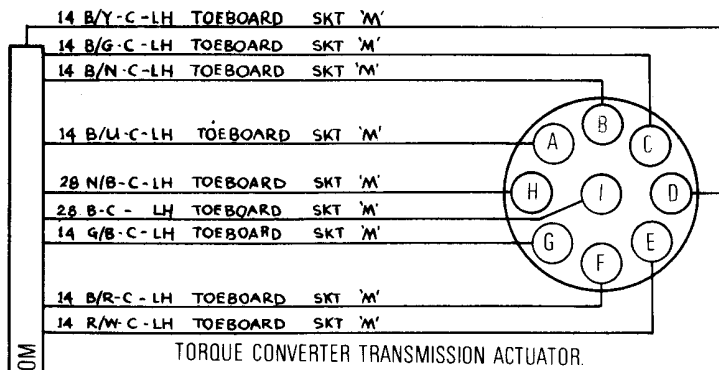 14 B/Y-C-LH TOEBOARD SKT 'M'
14 B/G-C-LH TOEBOARD SKT 'M'
14 B/N-C-LH TOEBOARD SKT 'M'
14 B/U-C-LH TOEBOARD SKT 'M'
28 N/B-C-LH TOEBOARD SKT 'M'
28 B-C- LH TOEBOARD SKT 'M'
14 G/B-C-LH TOEBOARD SKT 'M'
14 B/R-C-LH TOEBOARD SKT 'M'
14 R/W-C-LH TOEBOARD SKT 'M'
A
B
C
D
E
F
G
H
I
TORQUE CONVERTER TRANSMISSION ACTUATOR.
OM